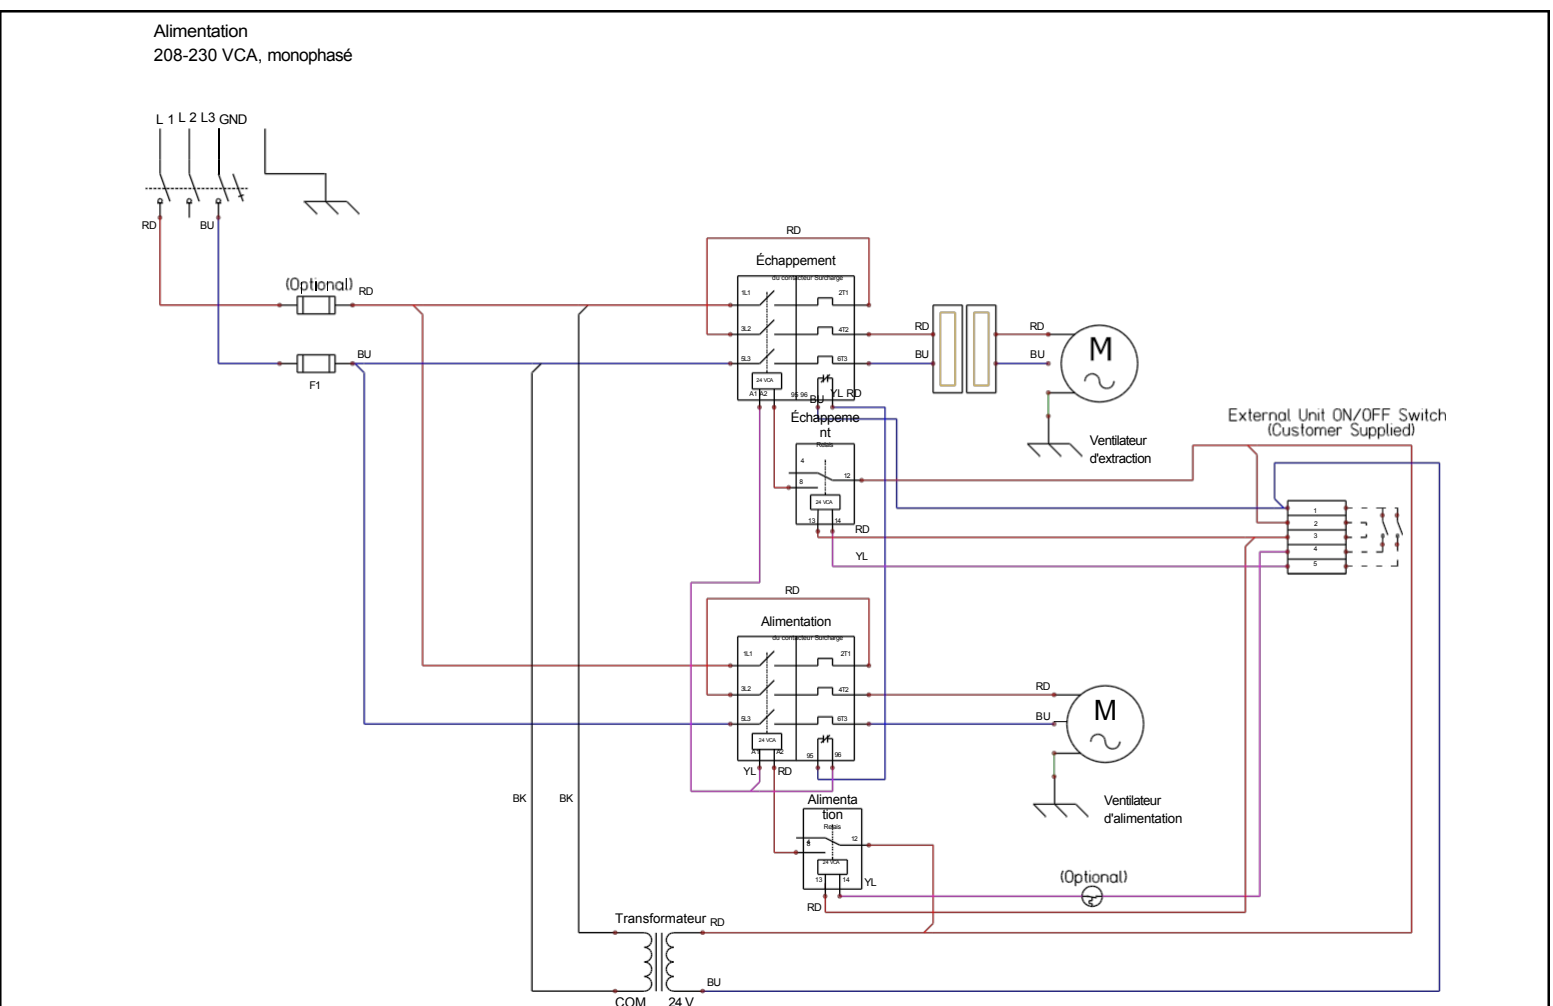 Alimentation
208-230 VCA, monophasé
L 1 L 2 L3 GND
RD
BU
(Optional)
RD
BU
F1
RD
Échappement
du contacteur Surcharge
1L1
2T1
3L2
4T2
5L3
6T3
24 VCA
A1 A2
95 96
BU
YL RD
RD
BU
RD
BU
M
Ventilateur
d'extraction
Échappeme
nt
Relais
4
8
12
24 VCA
13
14
RD
YL
External Unit ON/OFF Switch
(Customer Supplied)
1
2
3
4
5
RD
Alimentation
du contacteur Surcharge
1L1
2T1
3L2
4T2
5L3
6T3
24 VCA
A1
A2
95
96
YL
RD
RD
BU
M
Ventilateur
d'alimentation
BK
BK
Alimenta
tion
Relais
4
8
12
24 VCA
13
14
YL
RD
(Optional)
Transformateur
RD
BU
COM
24 V